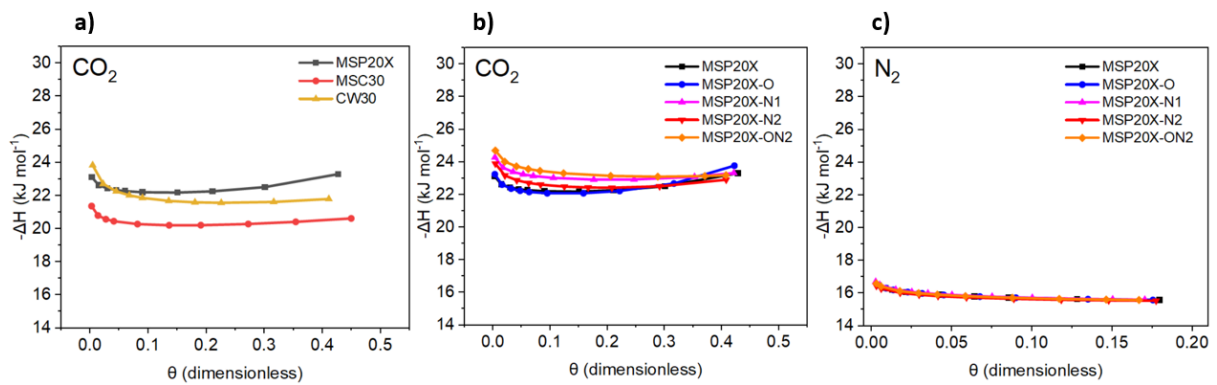 a)
CO2
MSP20X
MSC30
CW30
-ΔH (kJ mol-1)
30
28
26
24
22
20
18
16
14
0.0 0.1 0.2 0.3 0.4 0.5
θ (dimensionless)
b)
CO2
MSP20X
MSP20X-O
MSP20X-N1
MSP20X-N2
MSP20X-ON2
-ΔH (kJ mol-1)
30
28
26
24
22
20
18
16
14
0.0 0.1 0.2 0.3 0.4 0.5
θ (dimensionless)
c)
N2
MSP20X
MSP20X-O
MSP20X-N1
MSP20X-N2
MSP20X-ON2
-ΔH (kJ mol-1)
30
28
26
24
22
20
18
16
14
0.00 0.05 0.10 0.15 0.20
θ (dimensionless)